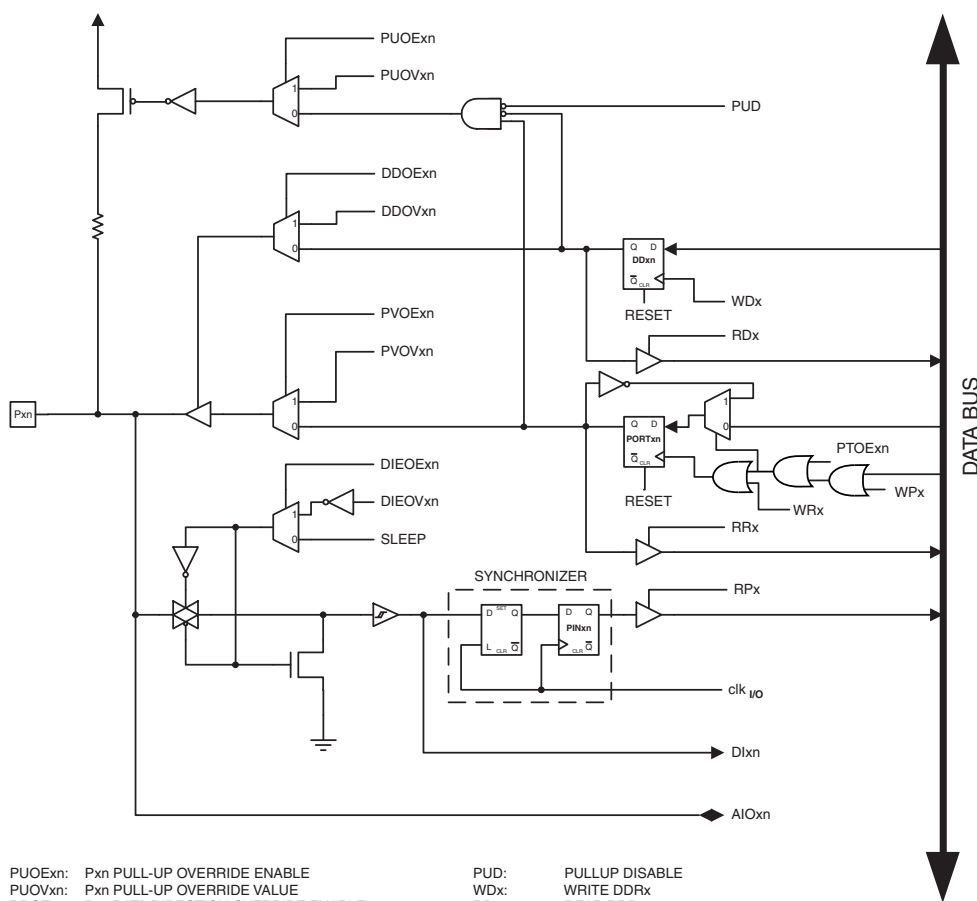 PUOExn
PUOVxn
1
0
PUD
DDOExn
DDOVxn
1
0
Q D
DDxn
Q CLR
WDx
RESET
RDx
PVOExn
PVOVxn
1
0
Pxn
1
0
Q D
PORTxn
Q CLR
PTOExn
WPx
RESET
WRx
RRx
DATA BUS
DIEOExn
DIEOVxn
1
0
SLEEP
SYNCHRONIZER
RPx
D SET Q
L CLR Q
D Q
PINxn
CLR Q
clk I/O
DIxn
AIOxn
PUOExn: Pxn PULL-UP OVERRIDE ENABLE
PUD: PULLUP DISABLE
PUOVxn: Pxn PULL-UP OVERRIDE VALUE
WDx: WRITE DDRx